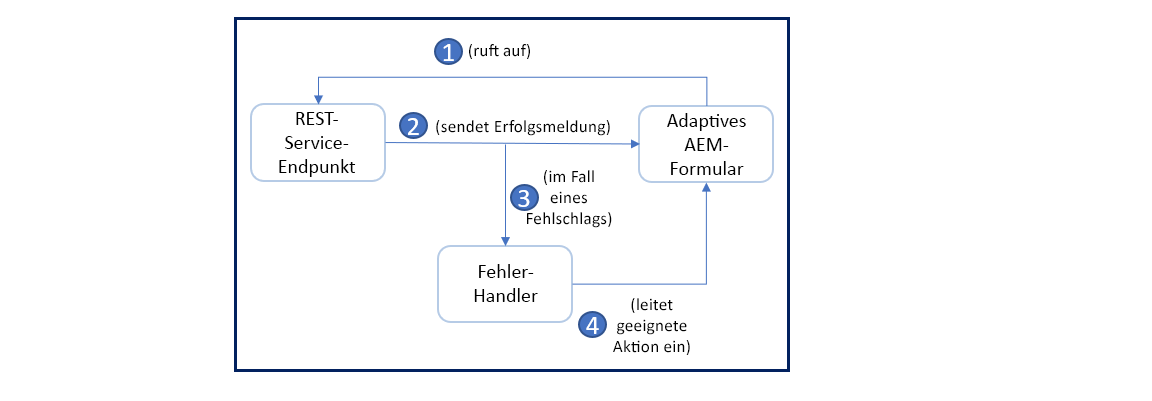 1 (ruft auf)
REST-
Service-
Endpunkt
2 (sendet Erfolgsmeldung)
Adaptives
AEM-
Formular
3 (im Fall
eines
Fehlschlags)
Fehler-
Handler
4 (leitet
geeignete
Aktion ein)